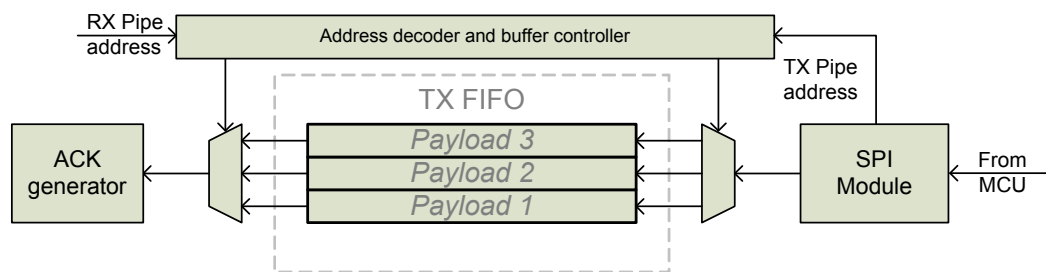 RX Pipe
address
Address decoder and buffer controller
TX Pipe
address
TX FIFO
Payload 3
Payload 2
Payload 1
ACK
generator
SPI
Module
From
MCU